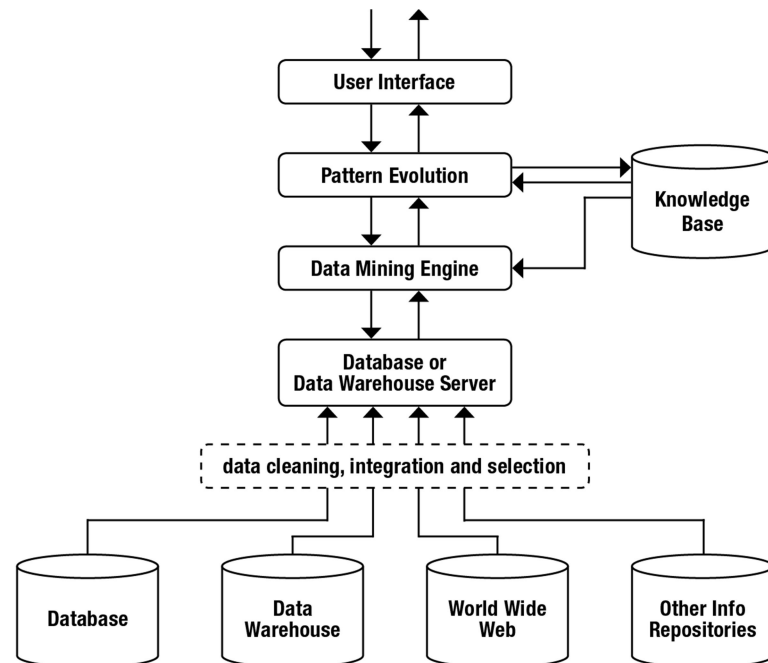 User Interface
Pattern Evolution
Knowledge
Base
Data Mining Engine
Database or
Data Warehouse Server
data cleaning, integration and selection
Database
Data
Warehouse
World Wide
Web
Other Info
Repositories